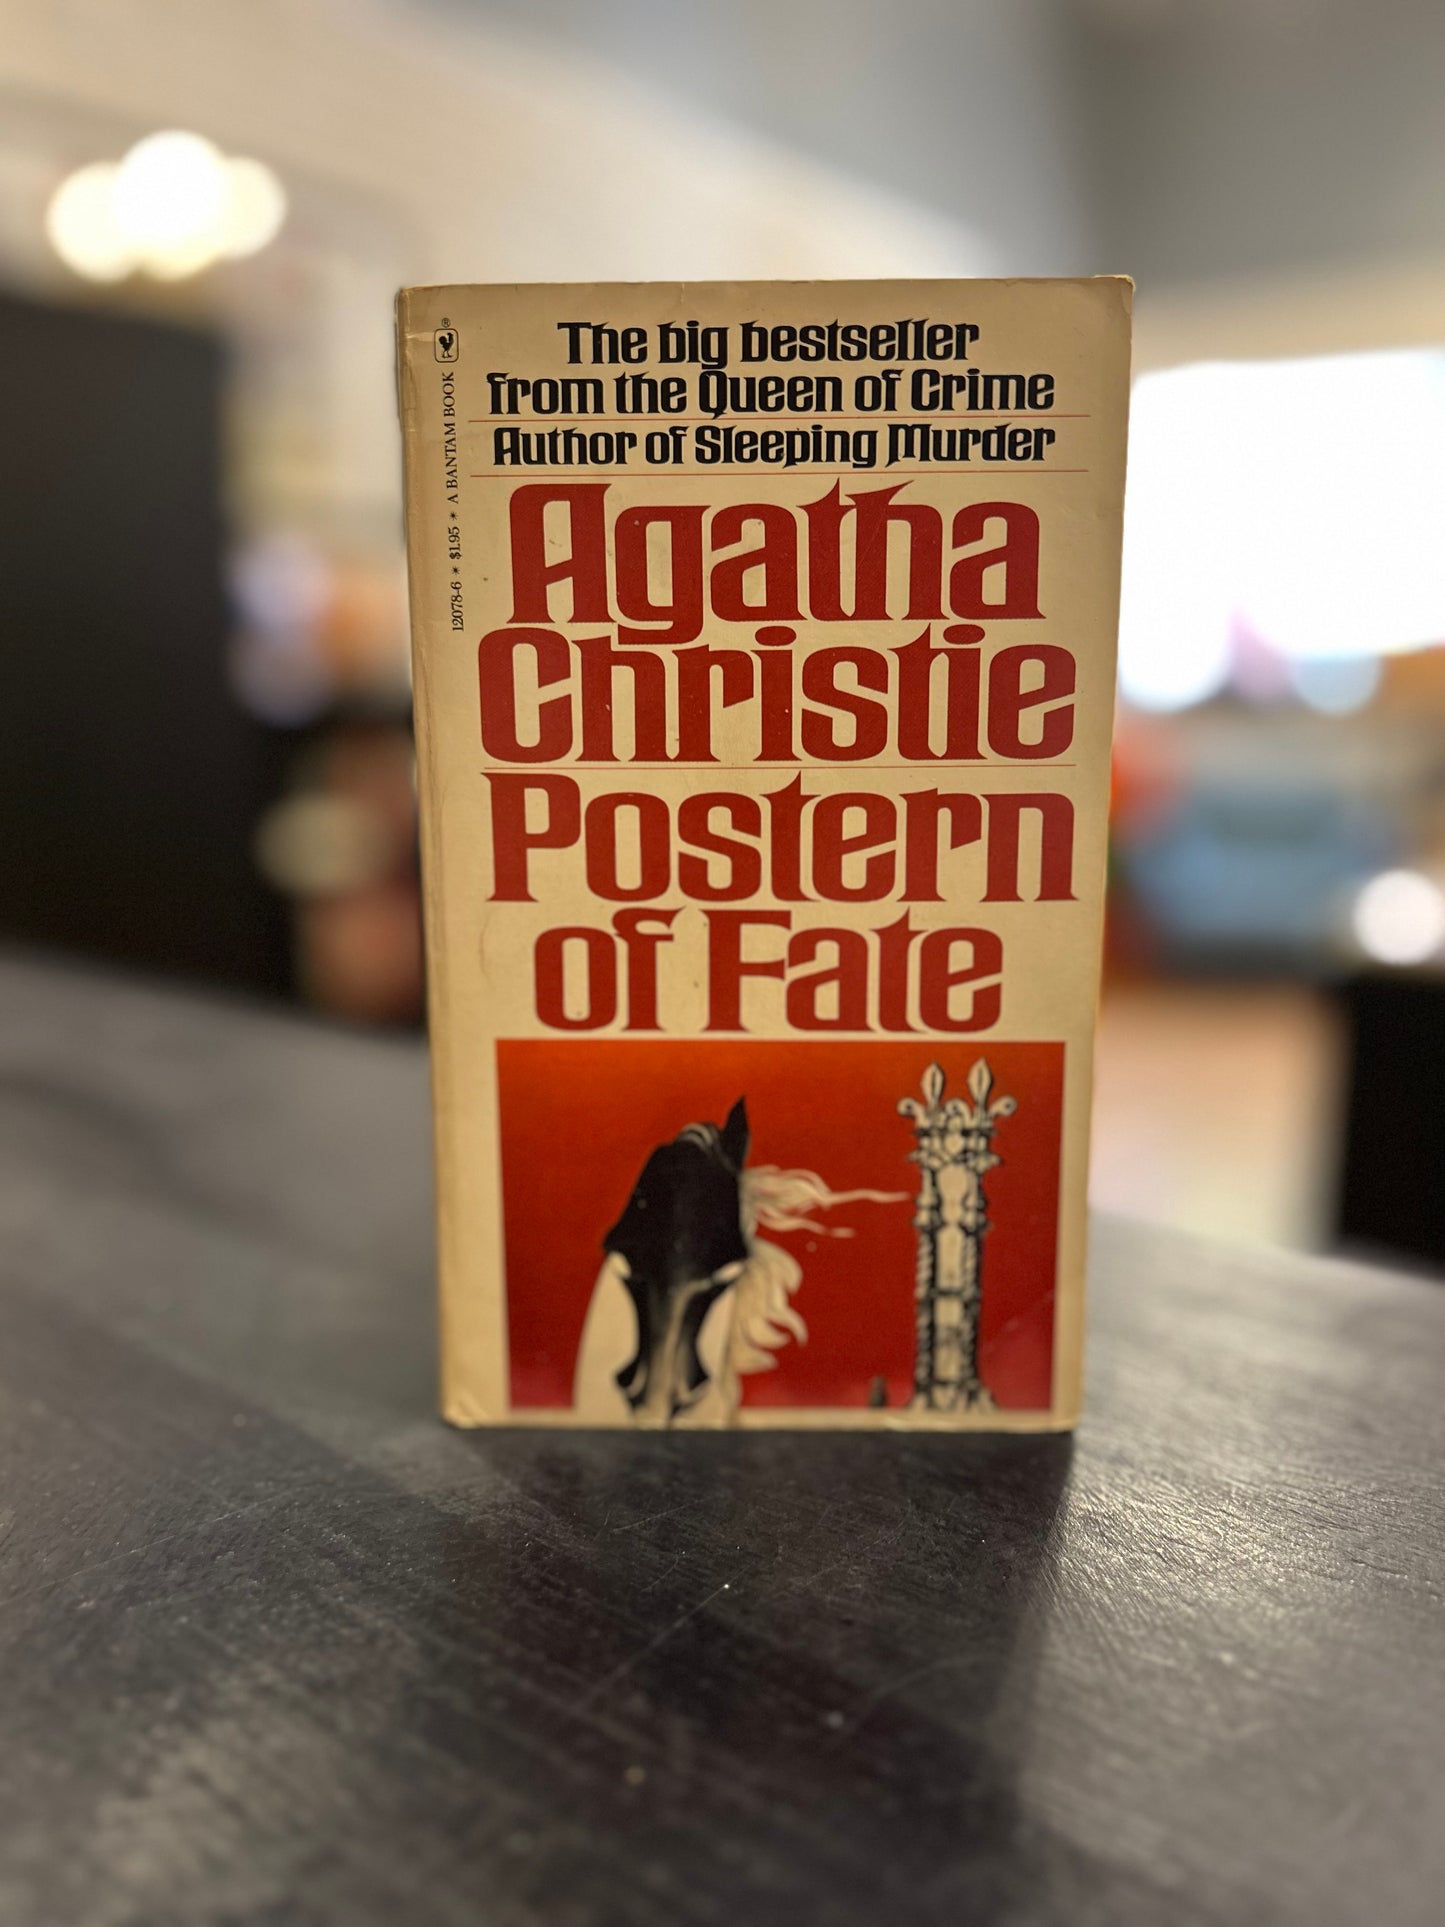 The big bestseller
from the Queen of Crime
Author of Sleeping Murder
Agatha
Christie
Postern
of Fate
12078-6 * $1.95 * A BANTAM BOOK ®